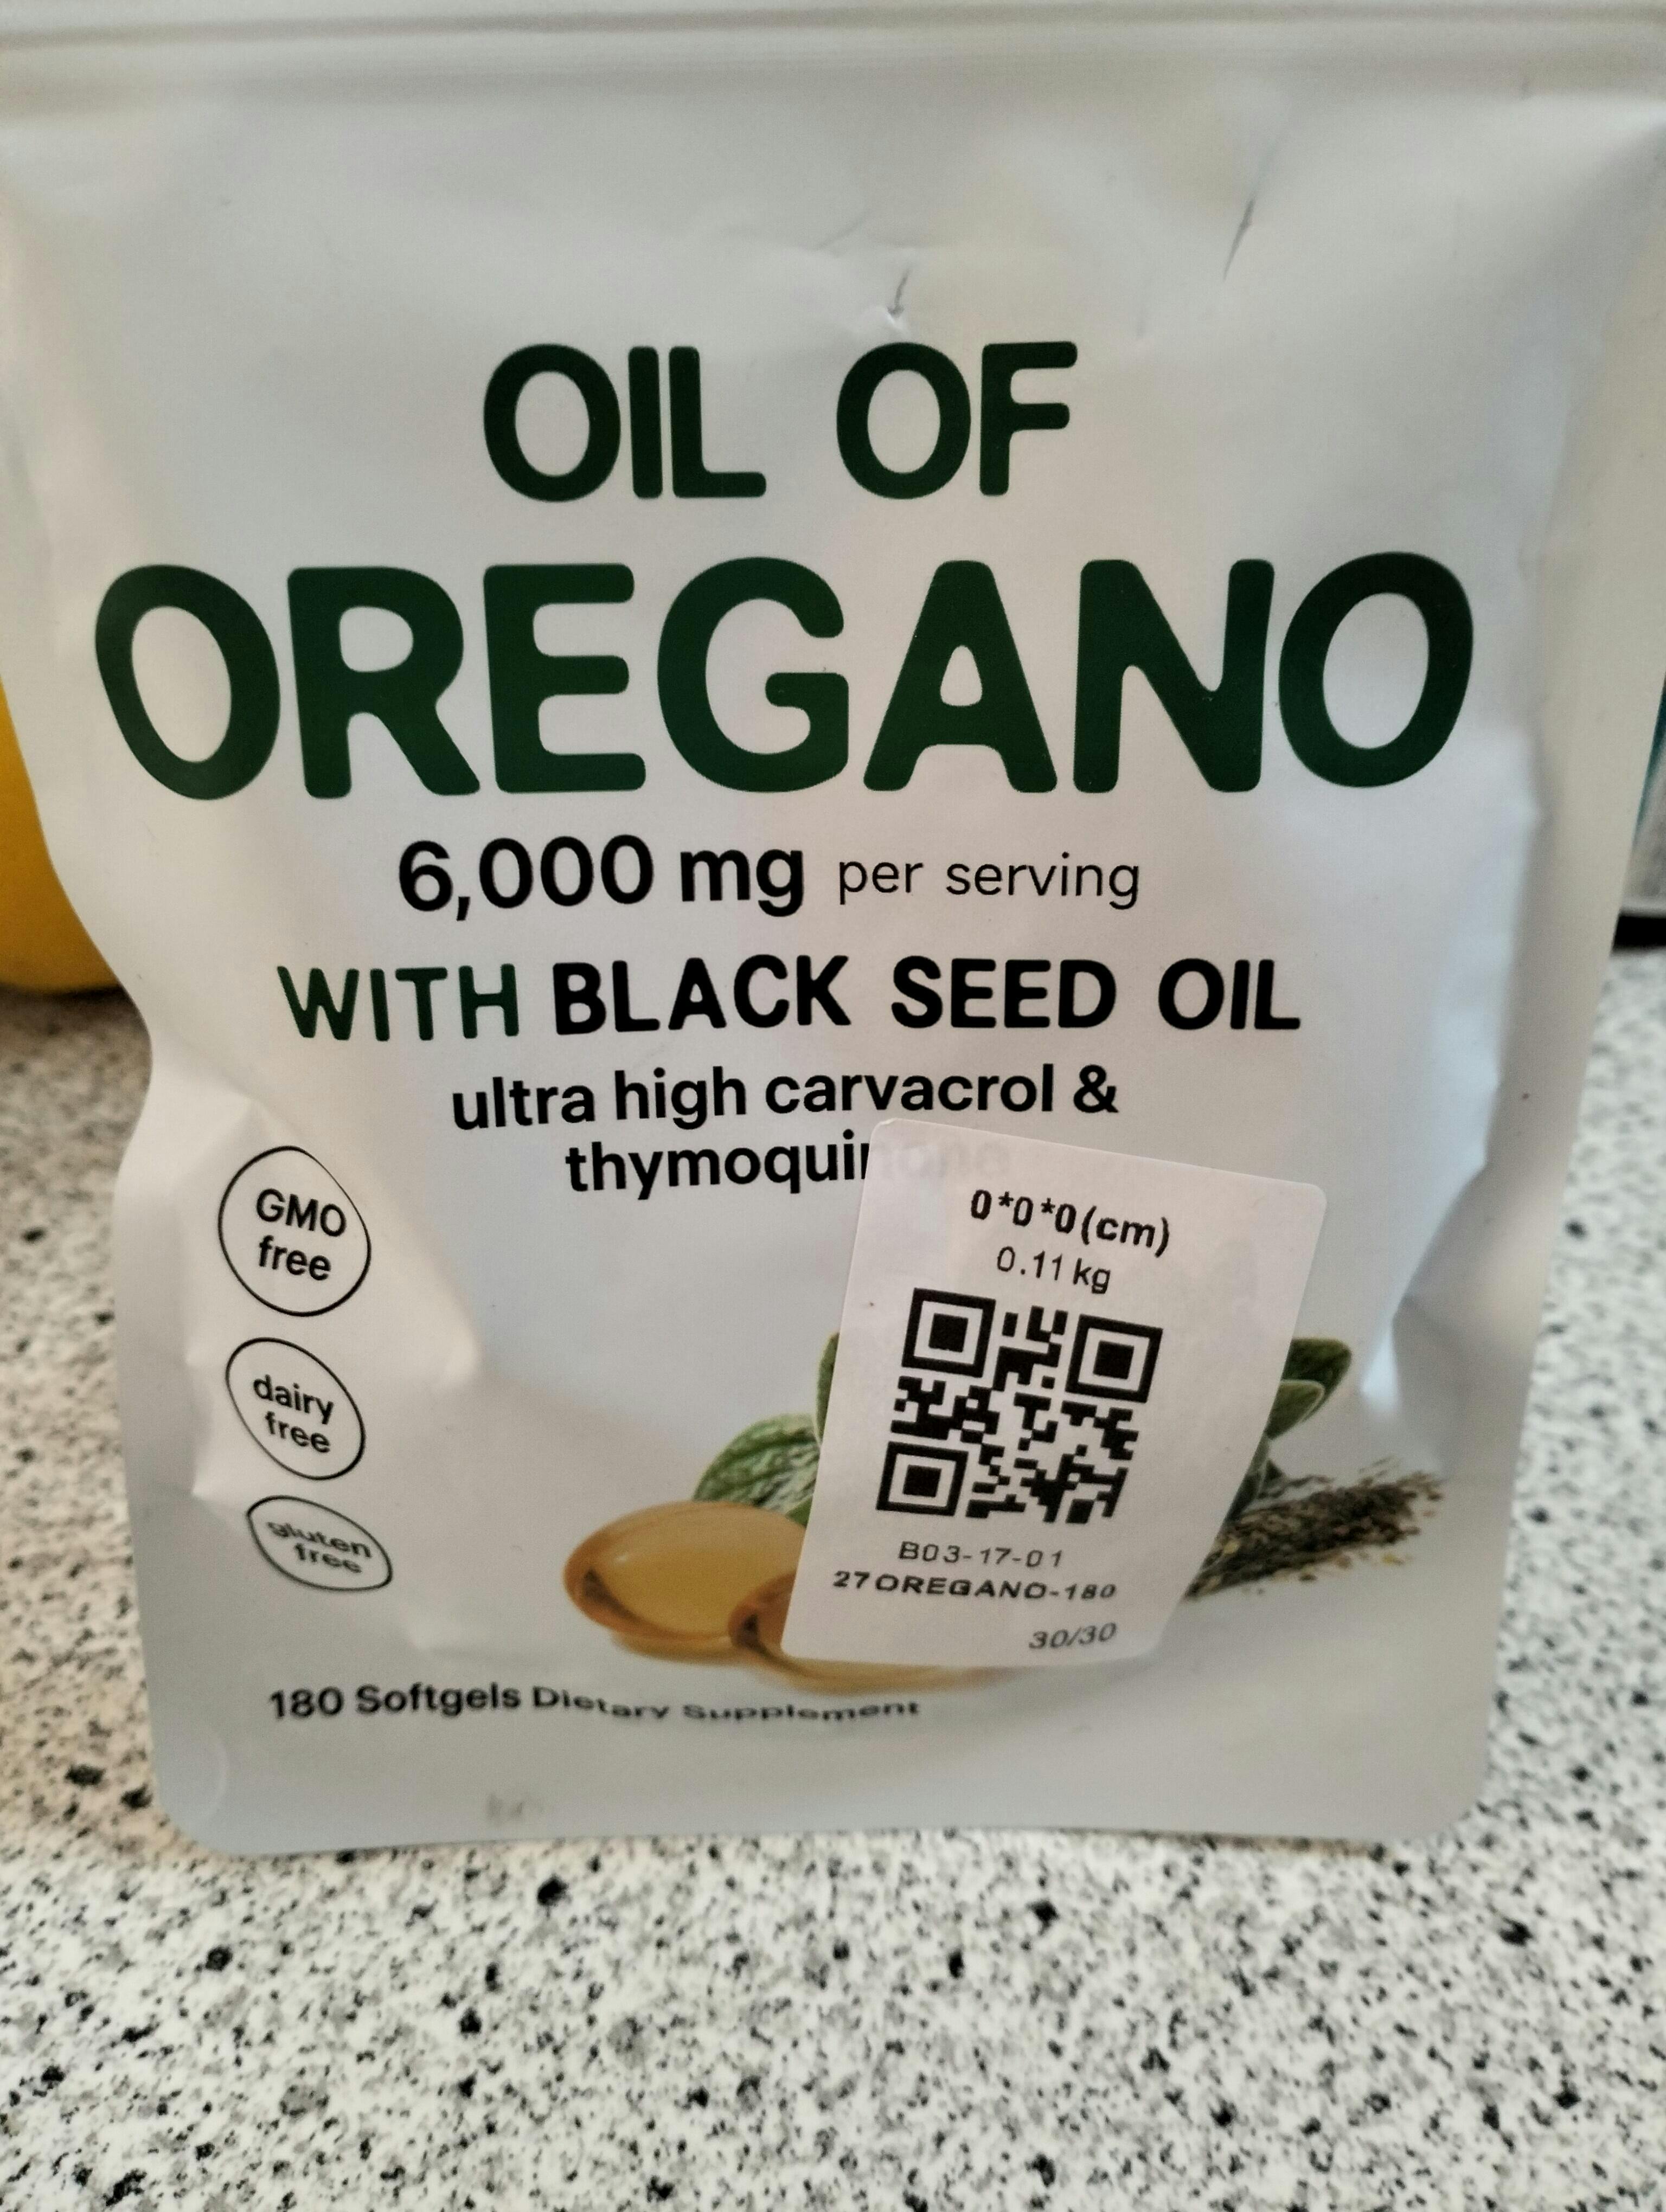 OIL OF
OREGANO
6,000 mg per serving
WITH BLACK SEED OIL
ultra high carvacrol &
GMO
free
dairy
free
gluten
free
0*0*0(cm)
0.11 kg
B03-17-01
27OREGANO-180
30/30
180 Softgels Dietary Supplement